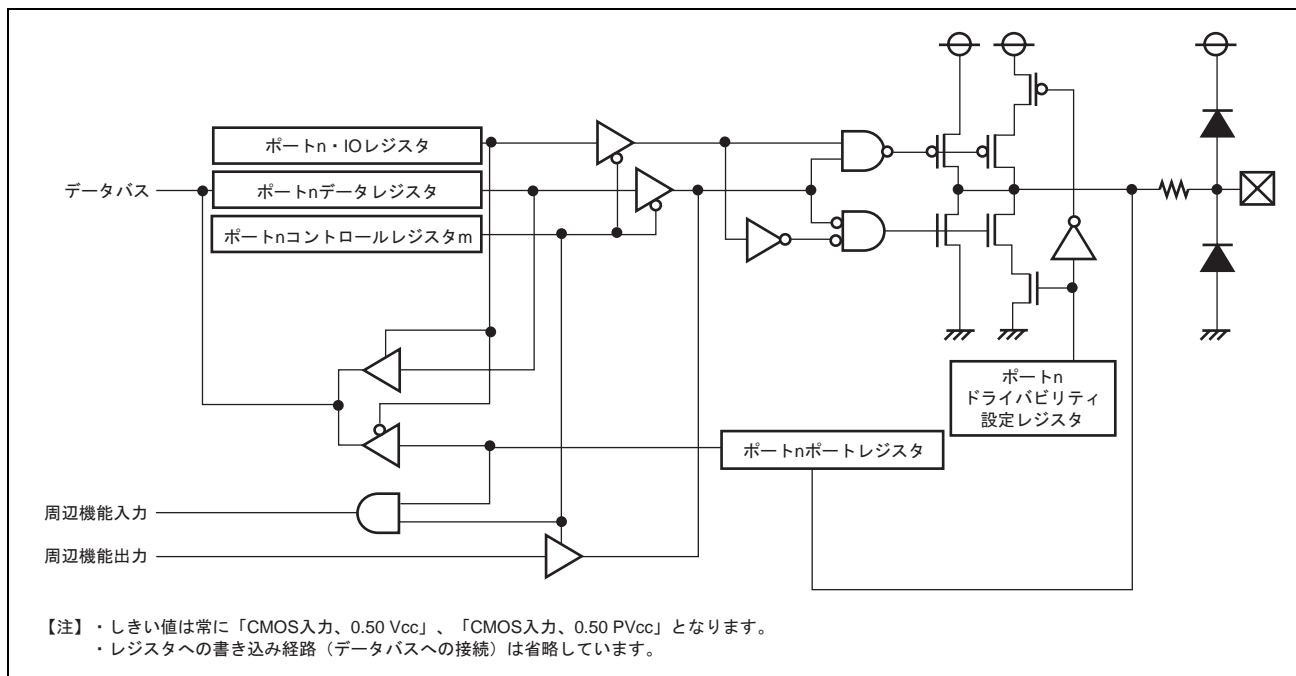 ポートn・IOレジスタ
データバス
ポートnデータレジスタ
ポートnコントロールレジスタm
ポートn
ドライバビリティ
設定レジスタ
ポートnポートレジスタ
周辺機能入力
周辺機能出力
【注】・しきい値は常に「CMOS入力、0.50 Vcc」、「CMOS入力、0.50 PVcc」となります。
・レジスタへの書き込み経路（データバスへの接続）は省略しています。